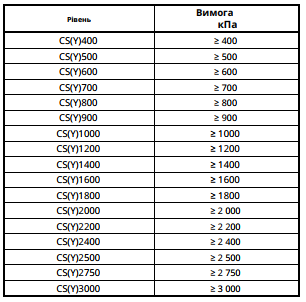 Рівень Вимога
кПа
CS(Y)400 ≥ 400
CS(Y)500 ≥ 500
CS(Y)600 ≥ 600
CS(Y)700 ≥ 700
CS(Y)800 ≥ 800
CS(Y)900 ≥ 900
CS(Y)1000 ≥ 1000
CS(Y)1200 ≥ 1200
CS(Y)1400 ≥ 1400
CS(Y)1600 ≥ 1600
CS(Y)1800 ≥ 1800
CS(Y)2000 ≥ 2 000
CS(Y)2200 ≥ 2 200
CS(Y)2400 ≥ 2 400
CS(Y)2500 ≥ 2 500
CS(Y)2750 ≥ 2 750
CS(Y)3000 ≥ 3 000